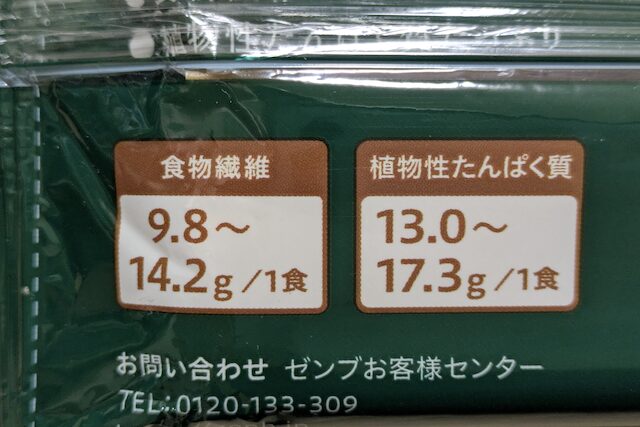 食物繊維
9.8～
14.2g/1食
植物性たんぱく質
13.0～
17.3g/1食
お問い合わせ ゼンブお客様センター
TEL:0120-133-309